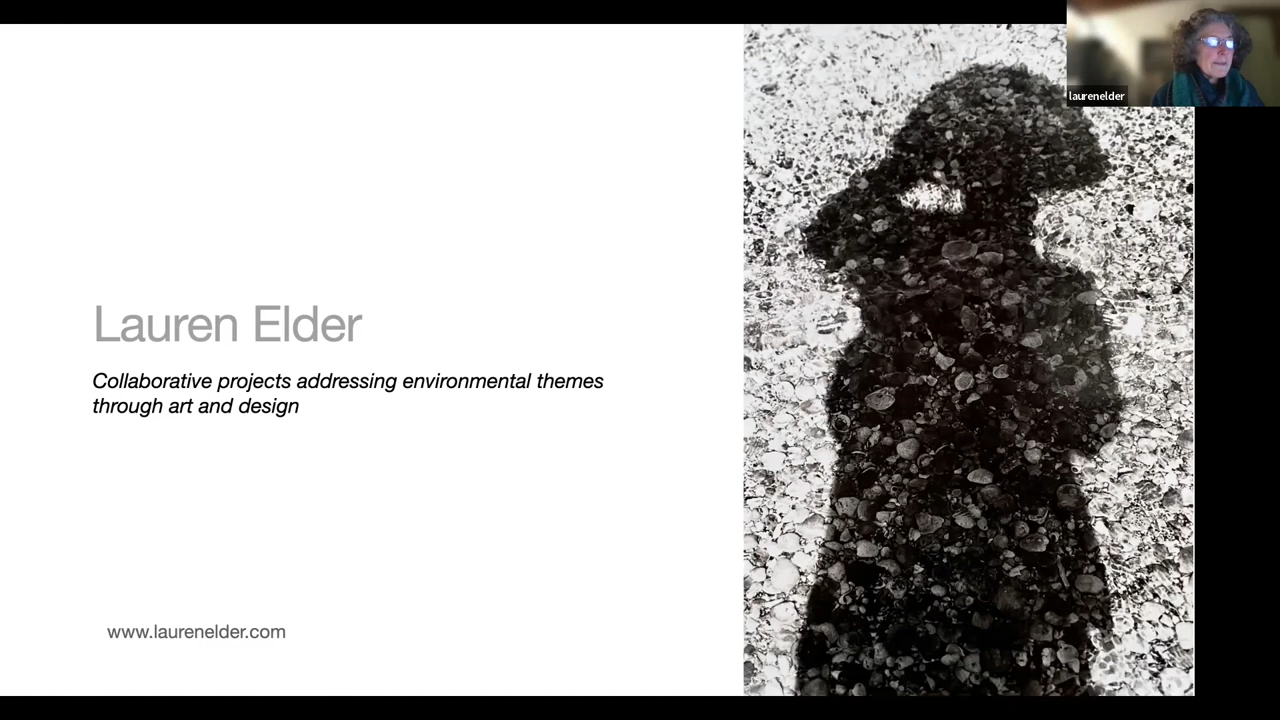 laurenelder
Lauren Elder
Collaborative projects addressing environmental themes
through art and design
www.laurenelder.com